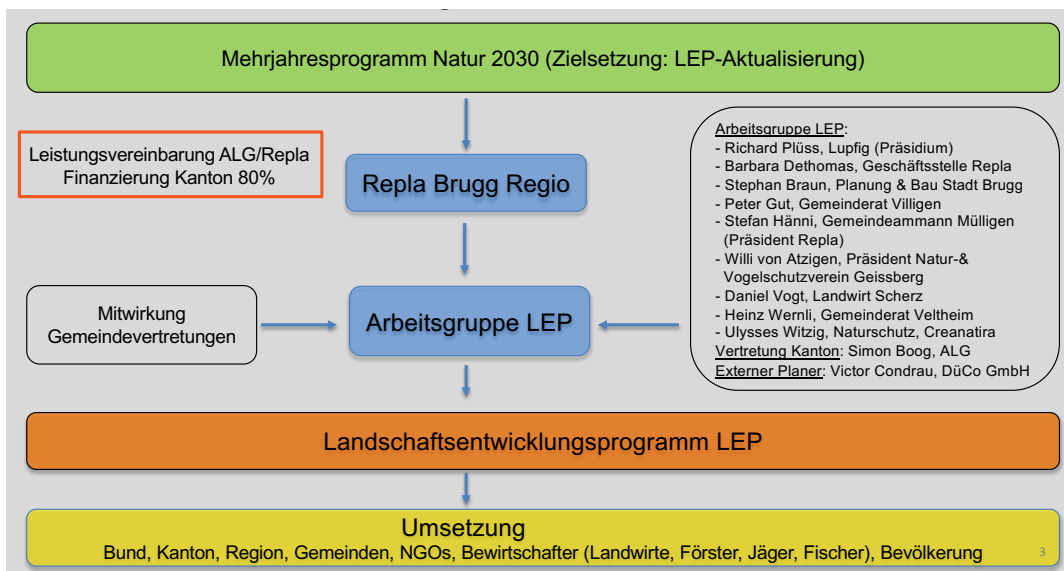 Mehrjahresprogramm Natur 2030 (Zielsetzung: LEP-Aktualisierung)
Leistungsvereinbarung ALG/Repla
Finanzierung Kanton 80%
Repla Brugg Regio
Arbeitsgruppe LEP:
- Richard Plüss, Lupfig (Präsidium)
- Barbara Dethomas, Geschäftsstelle Repla
- Stephan Braun, Planung & Bau Stadt Brugg
- Peter Gut, Gemeinderat Villigen
- Stefan Hänni, Gemeindeammann Mülligen
(Präsident Repla)
- Willi von Atzigen, Präsident Natur-&
Vogelschutzverein Geissberg
- Daniel Vogt, Landwirt Scherz
- Heinz Wernli, Gemeinderat Veltheim
- Ulysses Witzig, Naturschutz, Creanatira
Vertretung Kanton: Simon Boog, ALG
Externer Planer: Victor Condrau, DüCo GmbH
Mitwirkung
Gemeindevertretungen
Arbeitsgruppe LEP
Landschaftsentwicklungsprogramm LEP
Umsetzung
Bund, Kanton, Region, Gemeinden, NGOs, Bewirtschafter (Landwirte, Förster, Jäger, Fischer), Bevölkerung
3